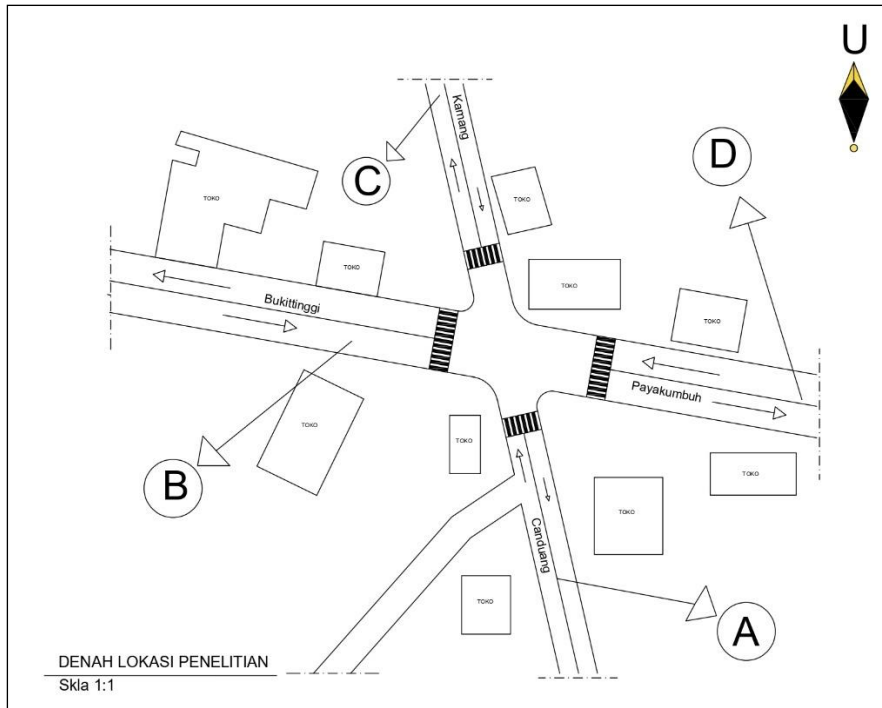 U
Kamang
C
D
TOKO
TOKO
TOKO
TOKO
Bukittinggi
TOKO
Payakumbuh
TOKO
TOKO
TOKO
B
TOKO
Canduang
TOKO
A
DENAH LOKASI PENELITIAN
Skla 1:1